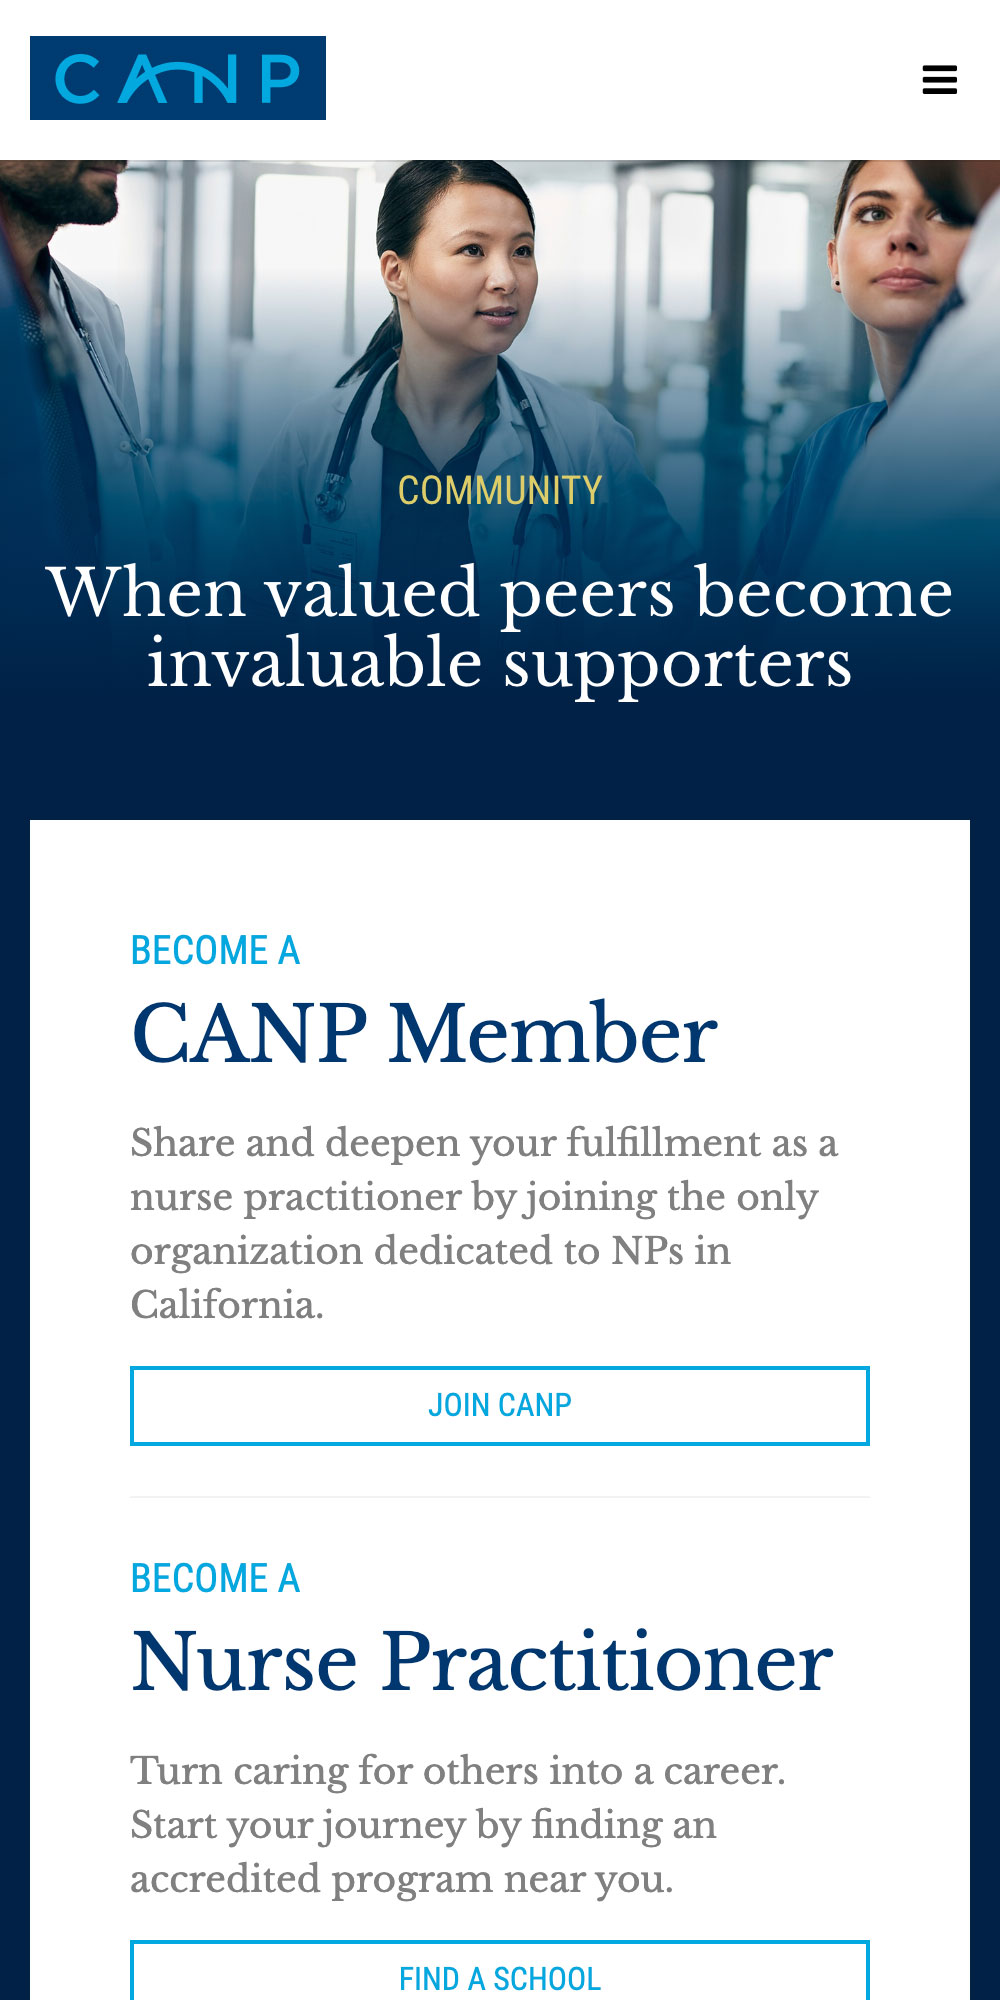 CANP
COMMUNITY
When valued peers become
invaluable supporters
BECOME A
CANP Member
Share and deepen your fulfillment as a
nurse practitioner by joining the only
organization dedicated to NPs in
California.
JOIN CANP
BECOME A
Nurse Practitioner
Turn caring for others into a career.
Start your journey by finding an
accredited program near you.
FIND A SCHOOL